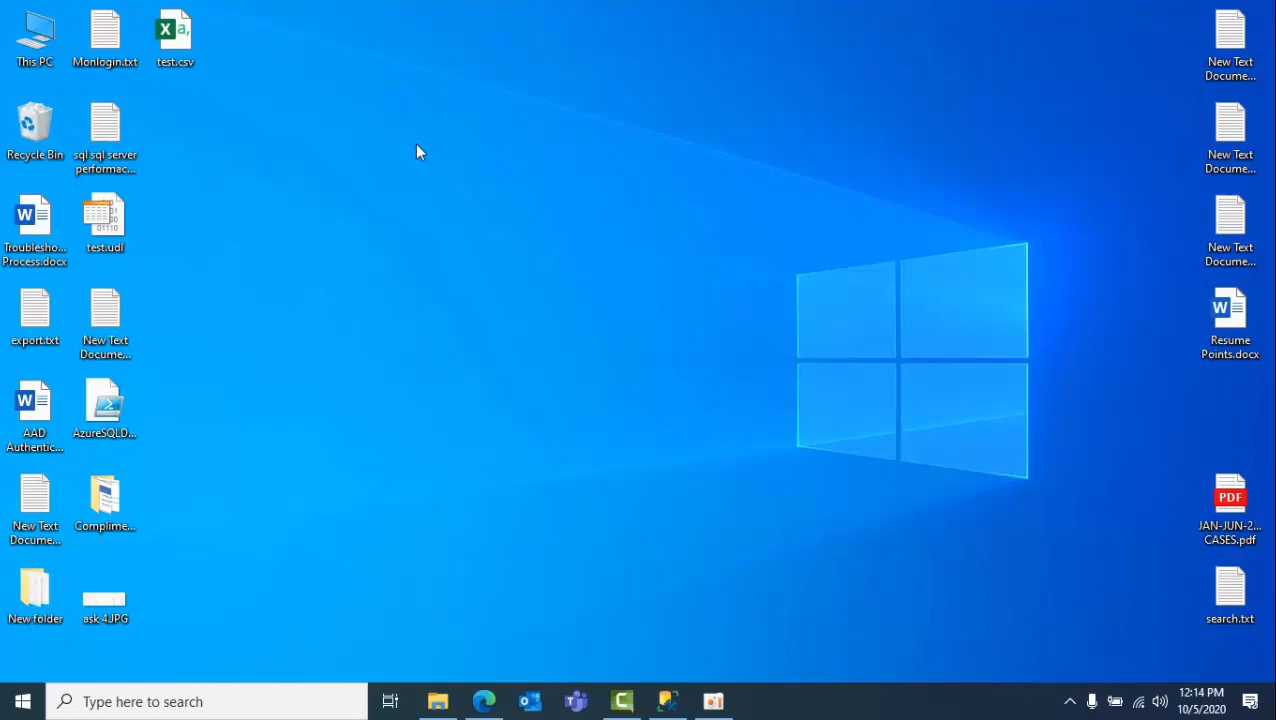 This PC
Monlogin.txt
test.csv
Recycle Bin
sql sql server
performac...
Troublesho...
Process.docx
test.udl
export.txt
New Text
Docume...
AAD
Authentic...
AzureSQLD...
New Text
Docume...
Complime...
New folder
ask 4.JPG
New Text
Docume...
New Text
Docume...
New Text
Docume...
Resume
Points.docx
PDF
JAN-JUN-2...
CASES.pdf
search.txt
Type here to search
12:14 PM
10/5/2020